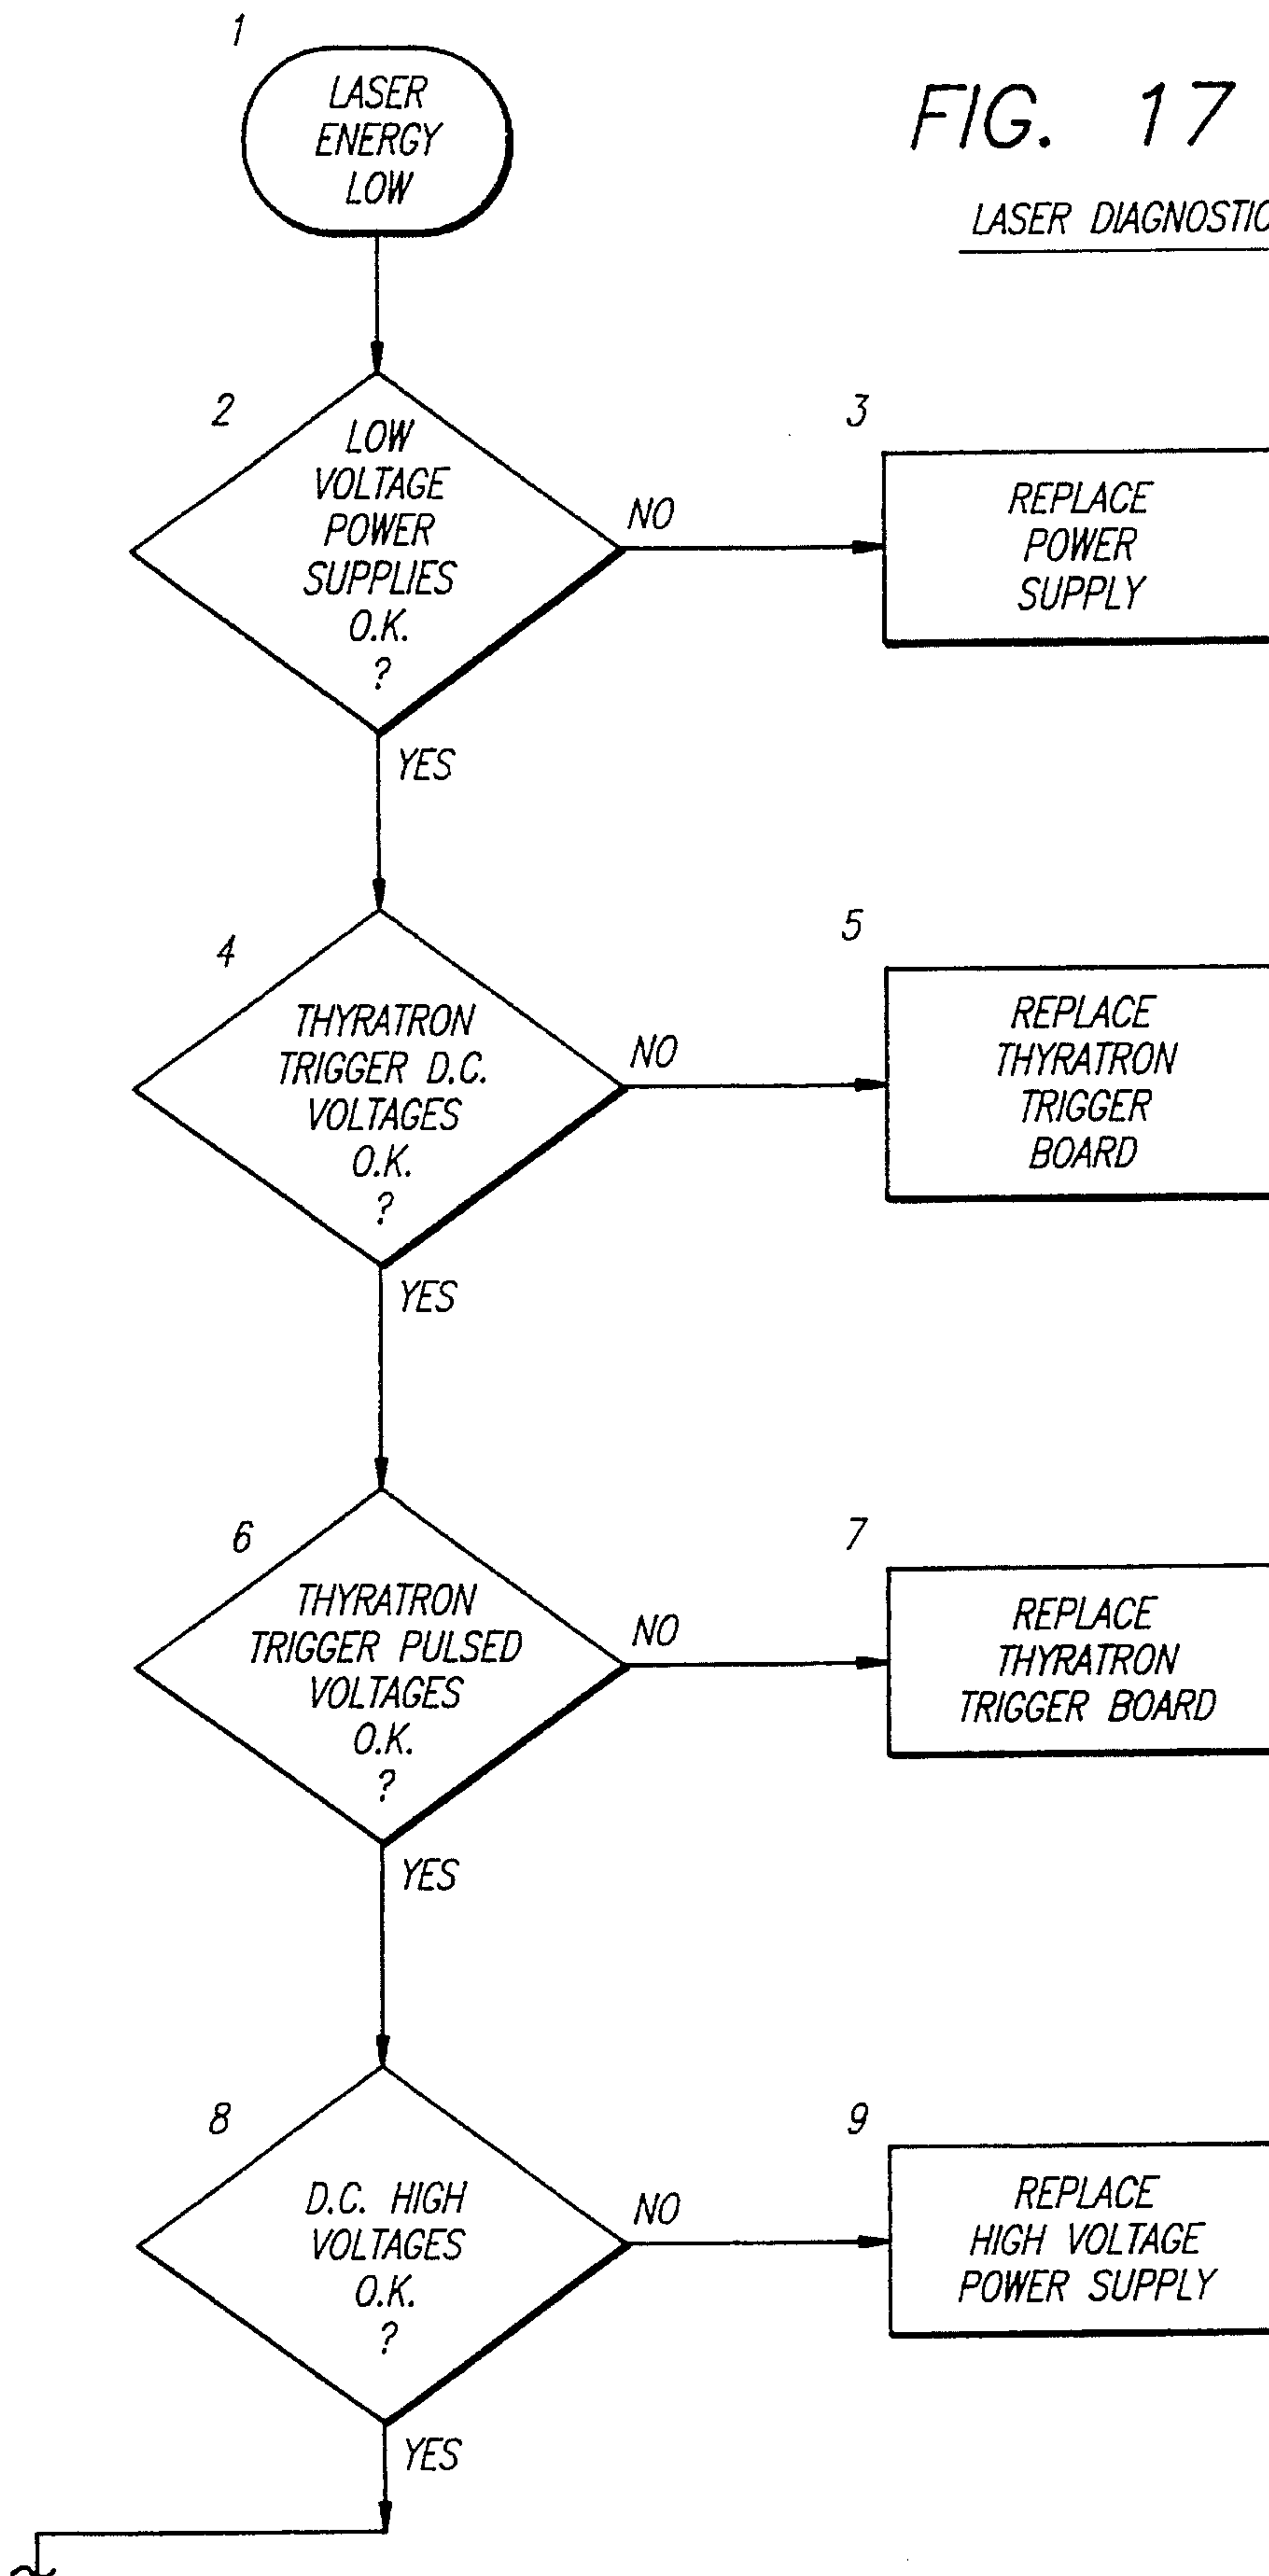 1
LASER
ENERGY
LOW
FIG. 17
LASER DIAGNOSTIC
2
LOW
VOLTAGE
POWER
SUPPLIES
O.K.
?
NO
3
REPLACE
POWER
SUPPLY
YES
4
THYRATRON
TRIGGER D.C.
VOLTAGES
O.K.
?
NO
5
REPLACE
THYRATRON
TRIGGER
BOARD
YES
6
THYRATRON
TRIGGER PULSED
VOLTAGES
O.K.
?
NO
7
REPLACE
THYRATRON
TRIGGER BOARD
YES
8
D.C. HIGH
VOLTAGES
O.K.
?
NO
9
REPLACE
HIGH VOLTAGE
POWER SUPPLY
YES